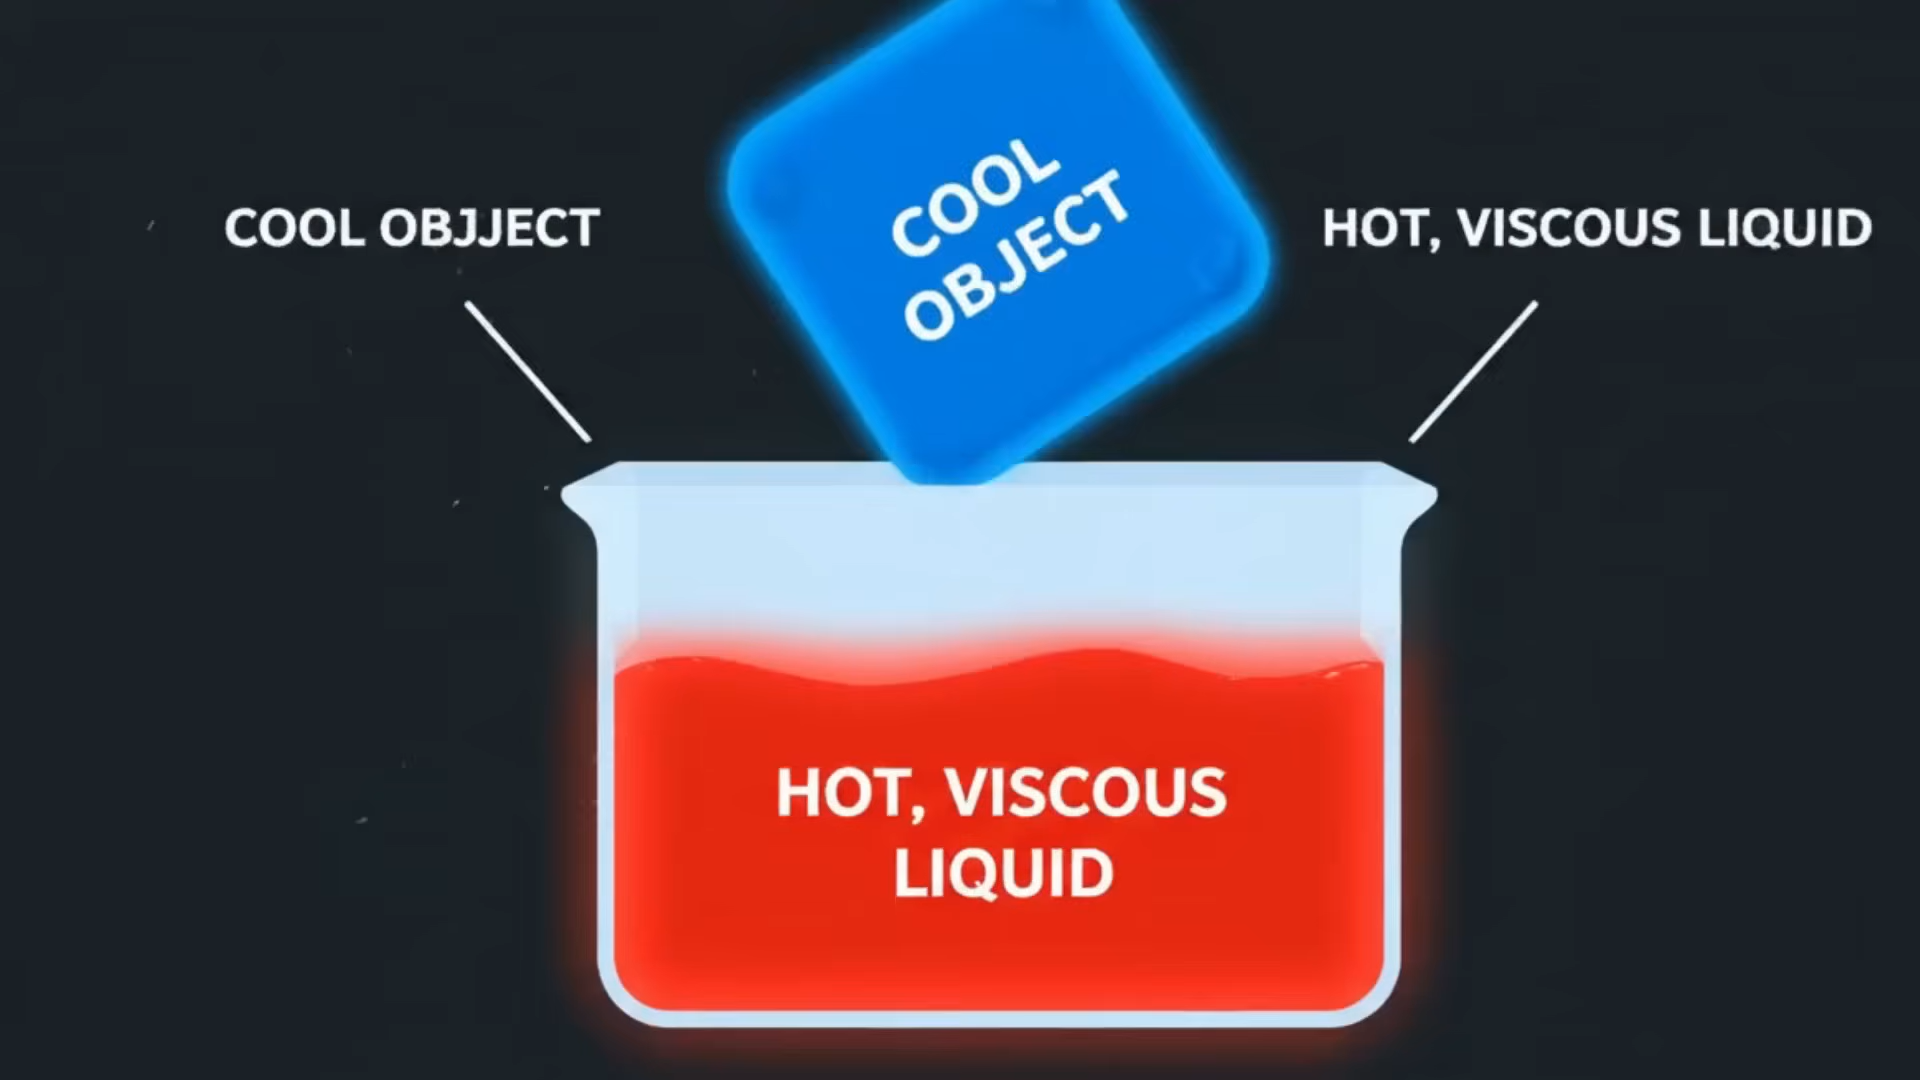 COOL OBJJECT
COOL
OBJECT
HOT, VISCOUS LIQUID
HOT, VISCOUS
LIQUID